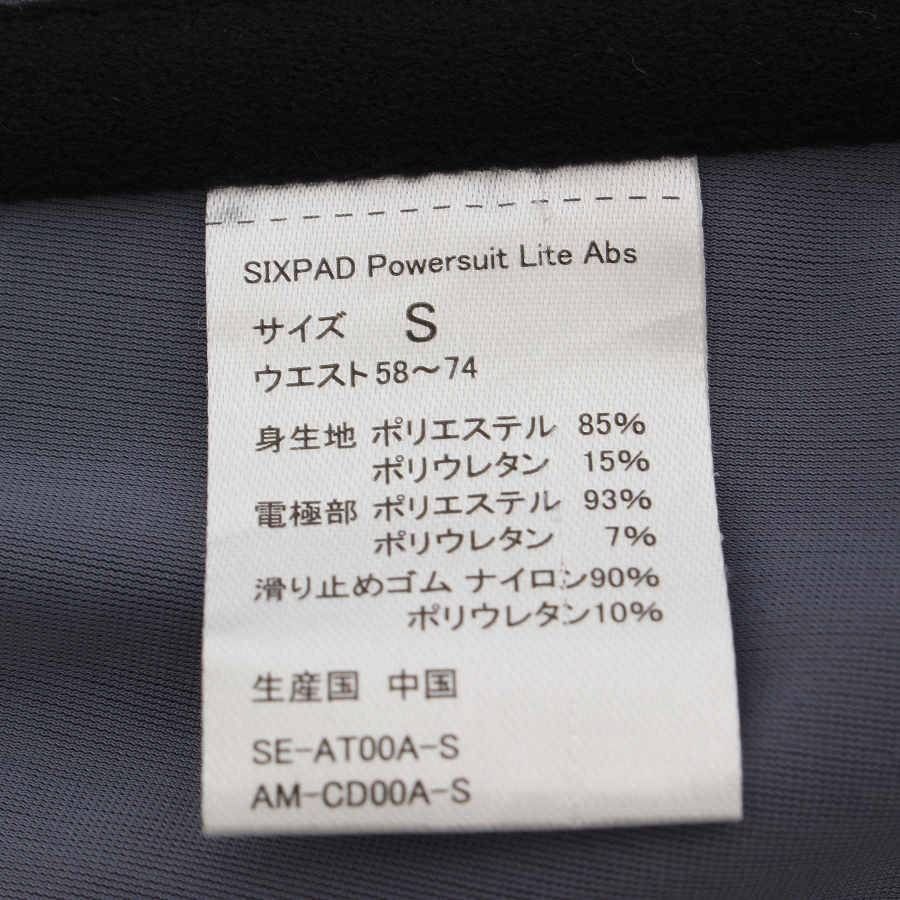 SIXPAD Powersuit Lite Abs
サイズ S
ウエスト58～74
身生地 ポリエステル 85%
ポリウレタン 15%
電極部 ポリエステル 93%
ポリウレタン 7%
滑り止めゴム ナイロン90%
ポリウレタン10%
生産国 中国
SE-AT00A-S
AM-CD00A-S